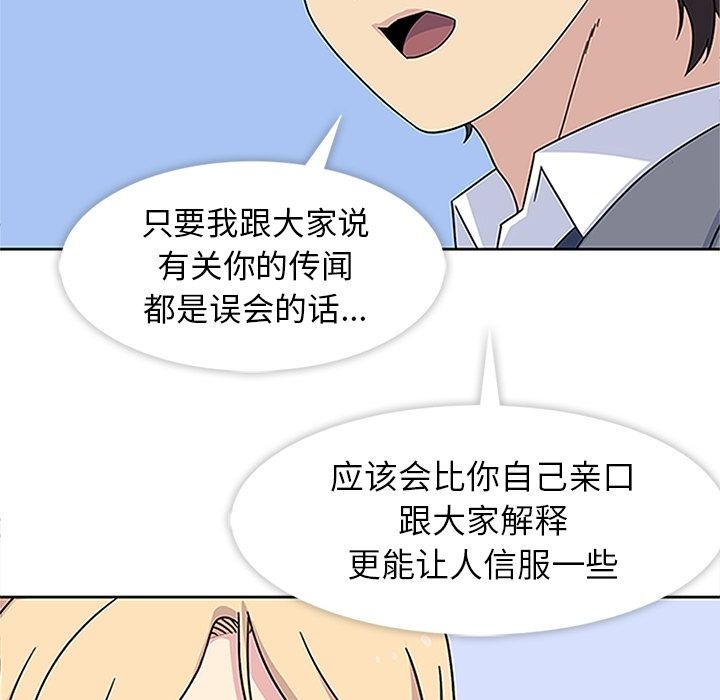 只要我跟大家说
有关你的传闻
都是误会的话...
应该会比你自己亲口
跟大家解释
更能让人信服一些